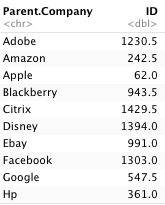 Parent.Company ID
<chr> <dbl>
Adobe 1230.5
Amazon 242.5
Apple 62.0
Blackberry 943.5
Citrix 1429.5
Disney 1394.0
Ebay 991.0
Facebook 1303.0
Google 547.5
Hp 361.0